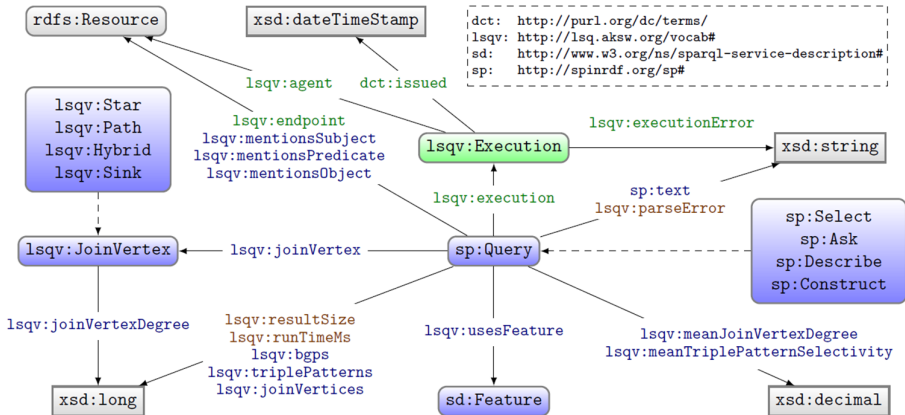 rdfs:Resource
xsd:dateTimeStamp
dct: http://purl.org/dc/terms/
lsqv: http://lsq.aksw.org/vocab#
sd: http://www.w3.org/ns/sparql-service-description#
sp: http://spinrdf.org/sp#
lsqv:agent
dct:issued
lsqv:Star
lsqv:Path
lsqv:Hybrid
lsqv:Sink
lsqv:endpoint
lsqv:mentionsSubject
lsqv:mentionsPredicate
lsqv:mentionsObject
lsqv:Execution
lsqv:executionError
xsd:string
lsqv:execution
sp:text
lsqv:parseError
sp:Select
sp:Ask
sp:Describe
sp:Construct
lsqv:JoinVertex
lsqv:joinVertex
sp:Query
lsqv:joinVertexDegree
lsqv:resultSize
lsqv:runTimeMs
lsqv:bgps
lsqv:triplePatterns
lsqv:joinVertices
lsqv:usesFeature
lsqv:meanJoinVertexDegree
lsqv:meanTriplePatternSelectivity
xsd:long
sd:Feature
xsd:decimal